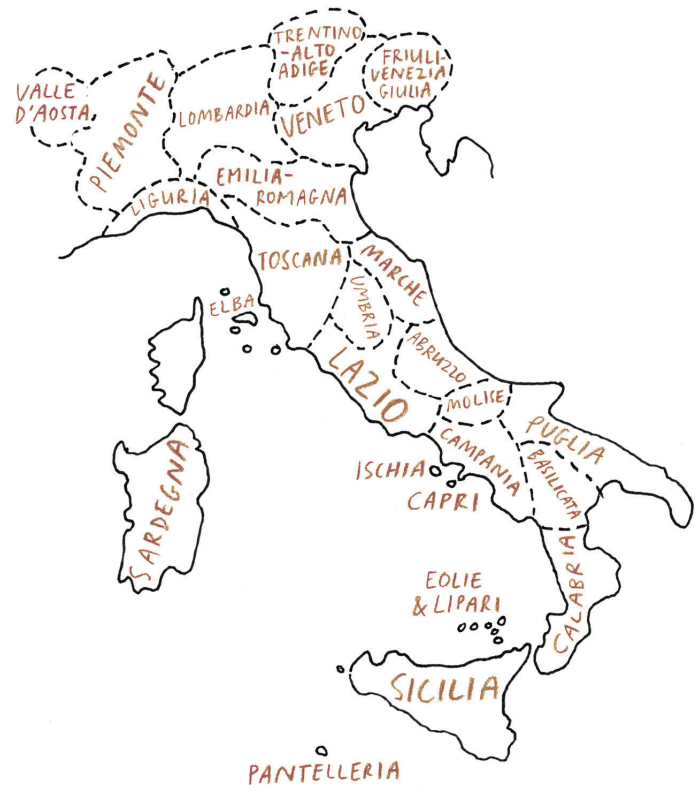 TRENTINO
-ALTO
ADIGE
FRIULI-
VENEZIA
GIULIA
VALLE
D'AOSTA
PIEMONTE
LOMBARDIA
VENETO
EMILIA-
ROMAGNA
LIGURIA
TOSCANA
MARCHE
UMBRIA
ELBA
LAZIO
ABRUZZO
MOLISE
PUGLIA
CAMPANIA
BASILICATA
ISCHIA
CAPRI
SARDEGNA
CALABRIA
EOLIE
& LIPARI
SICILIA
PANTELLERIA